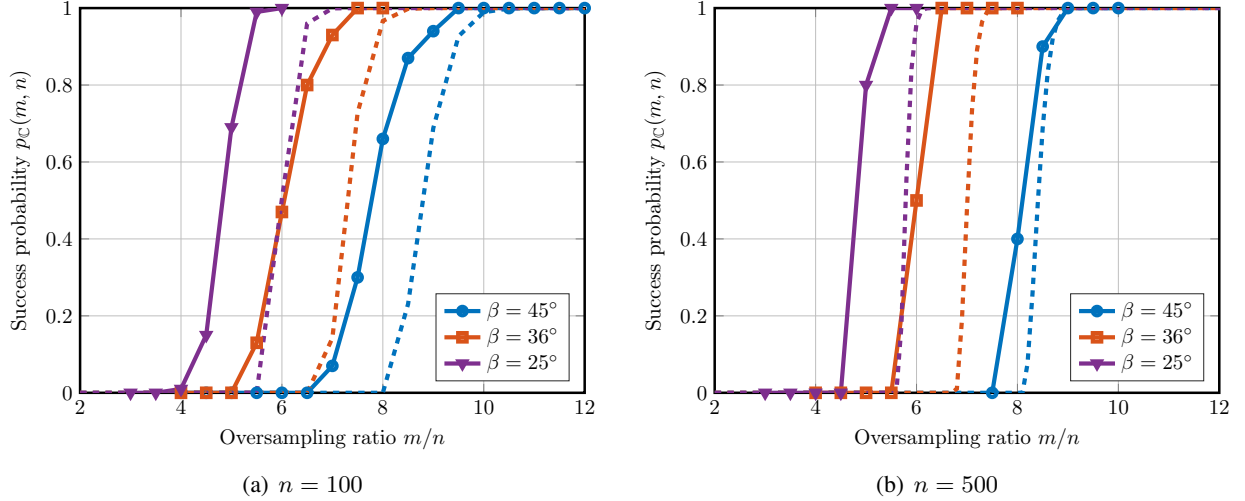 1
0.8
0.6
0.4
0.2
0
Success probability pℂ(m, n)
2 4 6 8 10 12
Oversampling ratio m/n
β = 45°
β = 36°
β = 25°
(a) n = 100
1
0.8
0.6
0.4
0.2
0
Success probability pℂ(m, n)
2 4 6 8 10 12
Oversampling ratio m/n
β = 45°
β = 36°
β = 25°
(b) n = 500